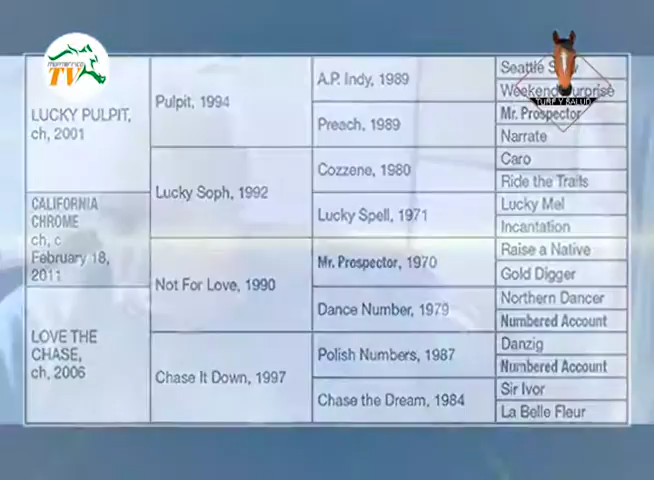 TV
TURF Y SALUD
LUCKY PULPIT,
ch, 2001
CALIFORNIA
CHROME
ch, c
February 18,
2011
LOVE THE
CHASE,
ch, 2006
Pulpit, 1994
Lucky Soph, 1992
Not For Love, 1990
Chase It Down, 1997
A.P. Indy, 1989
Preach, 1989
Cozzene, 1980
Lucky Spell, 1971
Mr. Prospector, 1970
Dance Number, 1979
Polish Numbers, 1987
Chase the Dream, 1984
Seattle
Weekend Surprise
Mr. Prospector
Narrate
Caro
Ride the Trails
Lucky Mel
Incantation
Raise a Native
Gold Digger
Northern Dancer
Numbered Account
Danzig
Numbered Account
Sir Ivor
La Belle Fleur